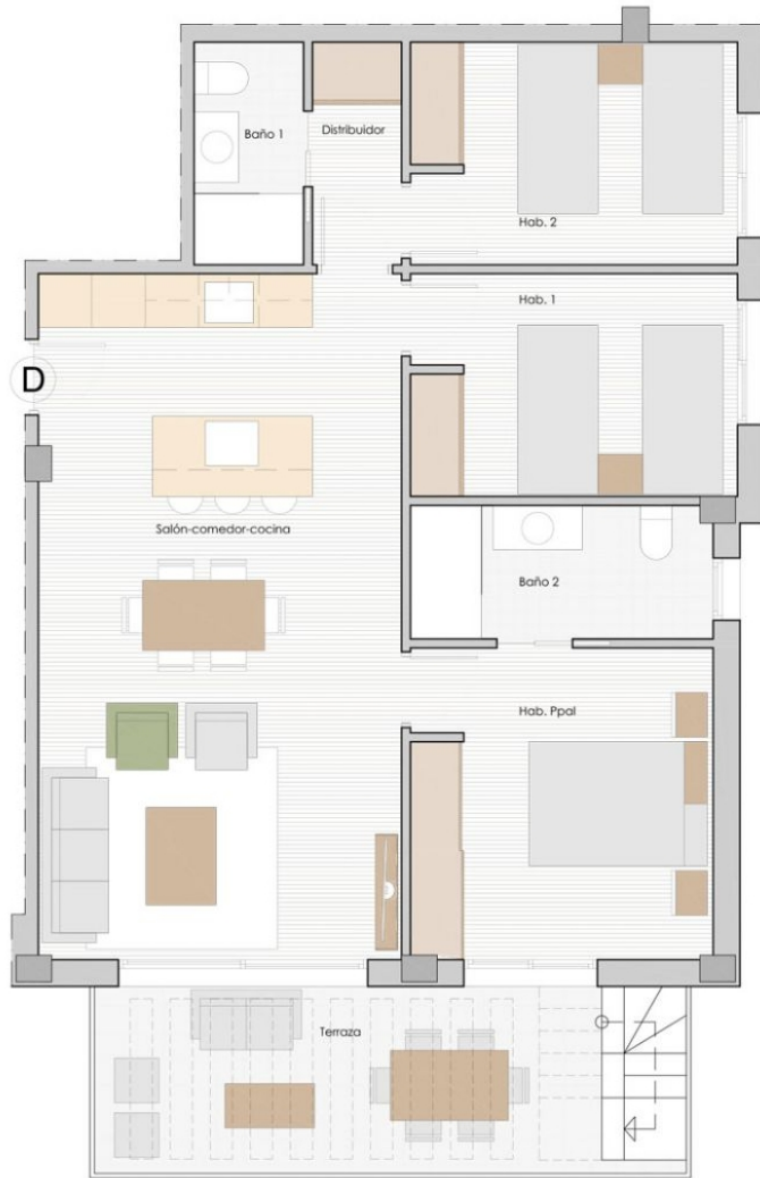 Baño 1
Distribuidor
Hab. 2
Hab. 1
D
Salón-comedor-cocina
Baño 2
Hab. Ppal
Terraza